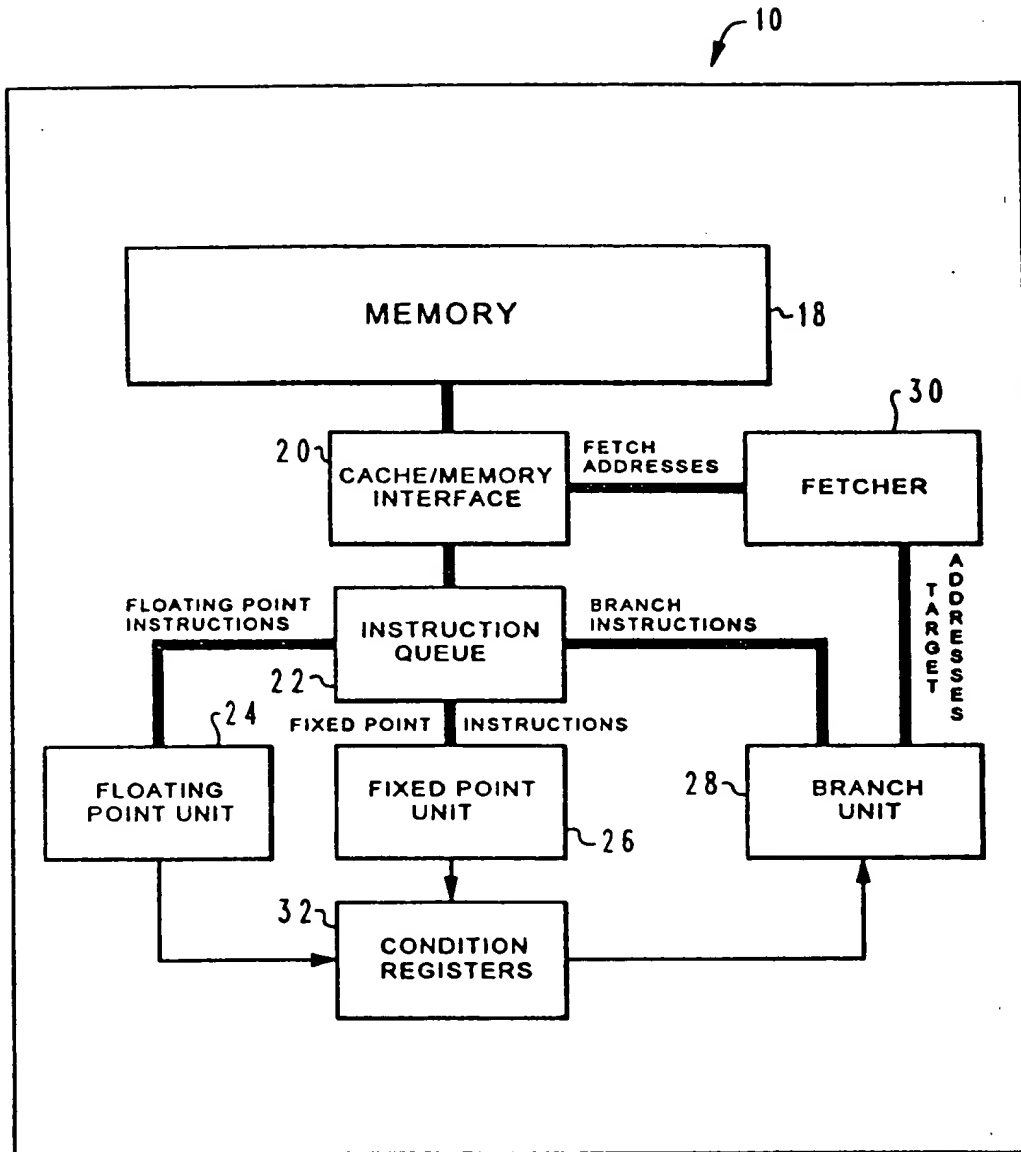 10
MEMORY
18
30
20
CACHE/MEMORY
INTERFACE
FETCH
ADDRESSES
FETCHER
FLOATING POINT
INSTRUCTIONS
INSTRUCTION
QUEUE
22
BRANCH
INSTRUCTIONS
TARGET
ADDRESSES
24
FIXED POINT INSTRUCTIONS
FLOATING
POINT UNIT
FIXED POINT
UNIT
26
28
BRANCH
UNIT
32
CONDITION
REGISTERS